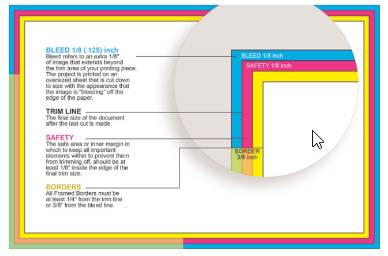 BLEED 1/8 (.125) inch
Bleed refers to an extra 1/8"
of image that extends beyond
the trim area of your printing piece.
The project is printed on an
oversized sheet that is cut down
to size with the appearance that
the image is "bleeding" off the
edge of the paper.
TRIM LINE
The final size of the document
after the last cut is made.
SAFETY
The safe area or inner margin in
which to keep all important
elements within to prevent them
from trimming off, should be at
least 1/8" inside the edge of the
final trim size.
BORDERS
All Framed Borders must be
at least 1/4" from the trim line
or 3/8" from the bleed line.
BLEED 1/8 inch
SAFETY 1/8 inch
BORDER
3/8 inch